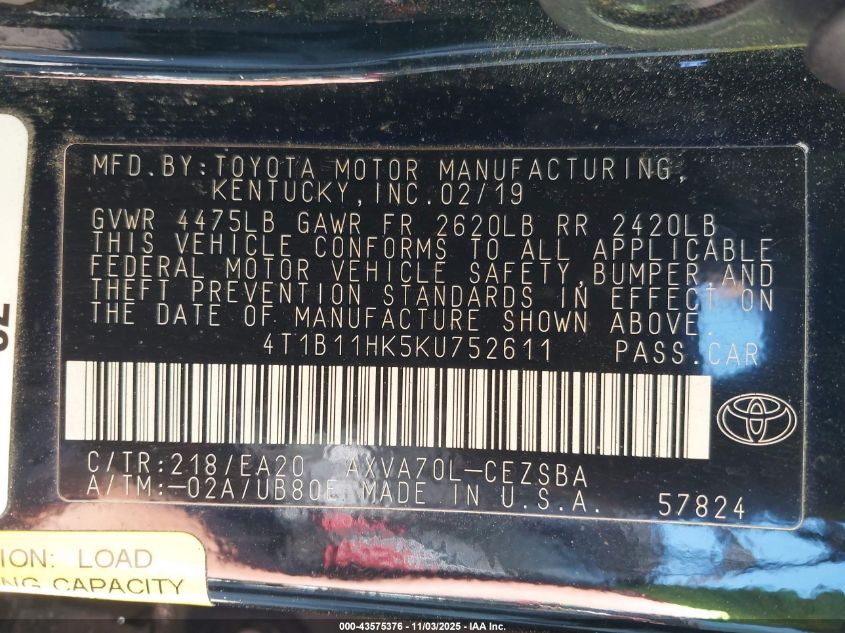 MFD.BY:TOYOTA MOTOR MANUFACTURING,
KENTUCKY,INC.02/19
GVWR 4475LB GAWR FR 2620LB RR 2420LB
THIS VEHICLE CONFORMS TO ALL APPLICABLE
FEDERAL MOTOR VEHICLE SAFETY,BUMPER AND
THEFT PREVENTION STANDARDS IN EFFECT ON
THE DATE OF MANUFACTURE SHOWN ABOVE.
4T1B11HK5KU752611 PASS.CAR
C/TR:218/EA20 AXVA70L-CEZSBA
A/TM:-02A/UB80E MADE IN U.S.A. 57824
ION: LOAD
NG CAPACITY
000-43575376 - 11/03/2025 - IAA Inc.